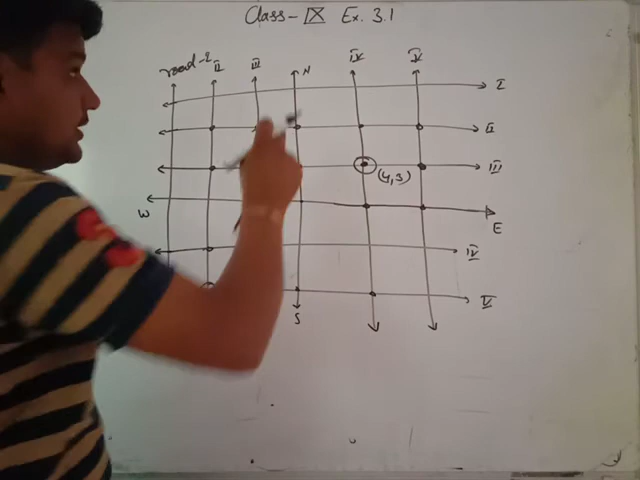 Class - IX Ex. 3.1
road-1 II III N IV V
I
II
III
(4,3)
W E
IV
V
S